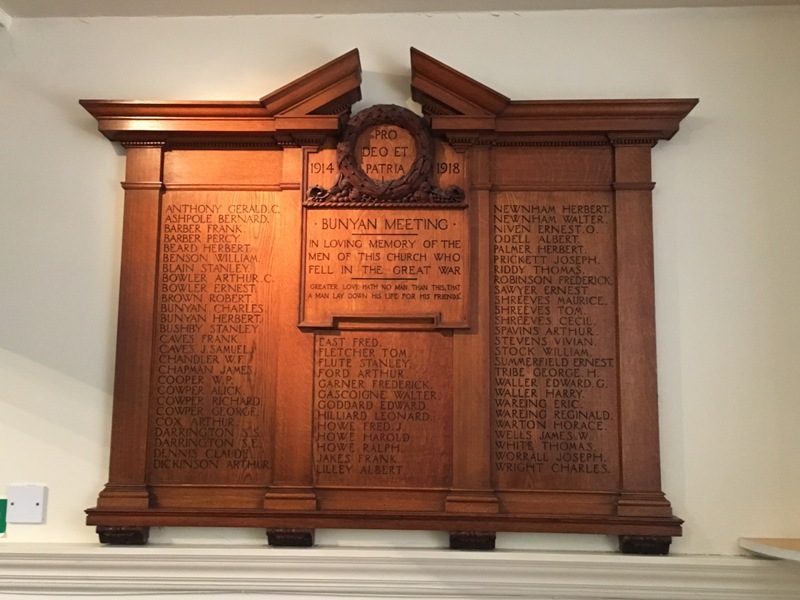 PRO
DEO ET
PATRIA
1914 1918
· BUNYAN MEETING ·
IN LOVING MEMORY OF THE
MEN OF THIS CHURCH WHO
FELL IN THE GREAT WAR
GREATER LOVE HATH NO MAN THAN THIS, THAT
A MAN LAY DOWN HIS LIFE FOR HIS FRIENDS.
ANTHONY GERALD. C.
ASHPOLE BERNARD.
BARBER FRANK.
BARBER PERCY.
BEARD HERBERT.
BENSON WILLIAM.
BLAIN STANLEY.
BOWLER ARTHUR. C.
BOWLER ERNEST.
BROWN ROBERT.
BUNYAN CHARLES.
BUNYAN HERBERT.
BUSHBY STANLEY.
CAVES FRANK.
CAVES J. SAMUEL.
CHANDLER W. F.
CHAPMAN JAMES.
COOPER W. P.
COWPER ALICK.
COWPER RICHARD.
COWPER GEORGE.
COX ARTHUR.
DARRINGTON S. S.
DARRINGTON S. E.
DENNIS CLAUDE.
DICKINSON ARTHUR.
EAST FRED.
FLETCHER TOM.
FLUTE STANLEY.
FORD ARTHUR.
GARNER FREDERICK.
GASCOIGNE WALTER.
GODDARD EDWARD.
HILLIARD LEONARD.
HOWE FRED. J.
HOWE HAROLD
HOWE RALPH.
JAKES FRANK.
LILLEY ALBERT.
NEWNHAM HERBERT.
NEWNHAM WALTER.
NIVEN ERNEST. O.
ODELL ALBERT.
PALMER HERBERT.
PRICKETT JOSEPH.
RIDDY THOMAS.
ROBINSON FREDERICK.
SAWYER ERNEST
SHREEVES MAURICE.
SHREEVES TOM.
SHREEVES CECIL.
SPAVINS ARTHUR.
STEVENS VIVIAN.
STOCK WILLIAM.
SUMMERFIELD ERNEST.
TRIBE GEORGE. H.
WALLER EDWARD. G.
WALLER HARRY.
WAREING ERIC.
WAREING REGINALD.
WARTON HORACE.
WELLS JAMES. W.
WHITE THOMAS.
WORRALL JOSEPH.
WRIGHT CHARLES.